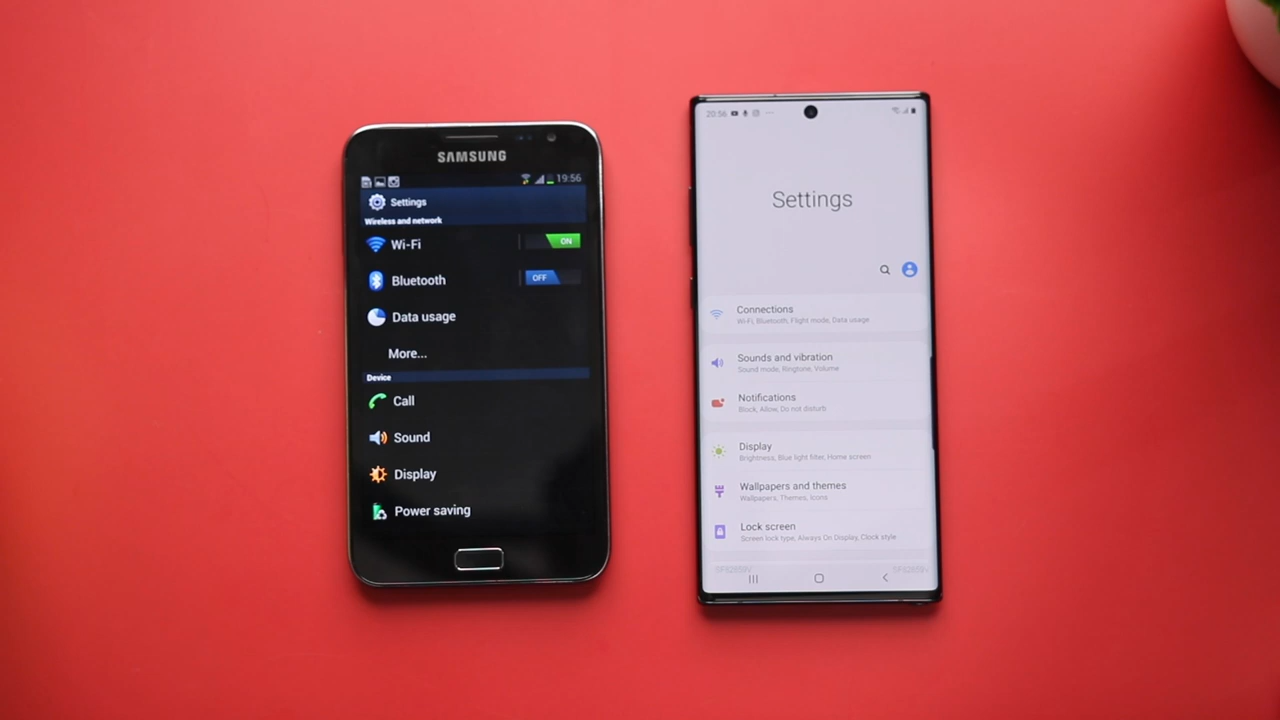 SAMSUNG
19:56
Settings
Wireless and network
Wi-Fi
ON
Bluetooth
OFF
Data usage
More...
Device
Call
Sound
Display
Power saving
20:56
Settings
Connections
Wi-Fi, Bluetooth, Flight mode, Data usage
Sounds and vibration
Sound mode, Ringtone, Volume
Notifications
Block, Allow, Do not disturb
Display
Brightness, Blue light filter, Home screen
Wallpapers and themes
Wallpapers, Themes, Icons
Lock screen
Screen lock type, Always On Display, Clock style